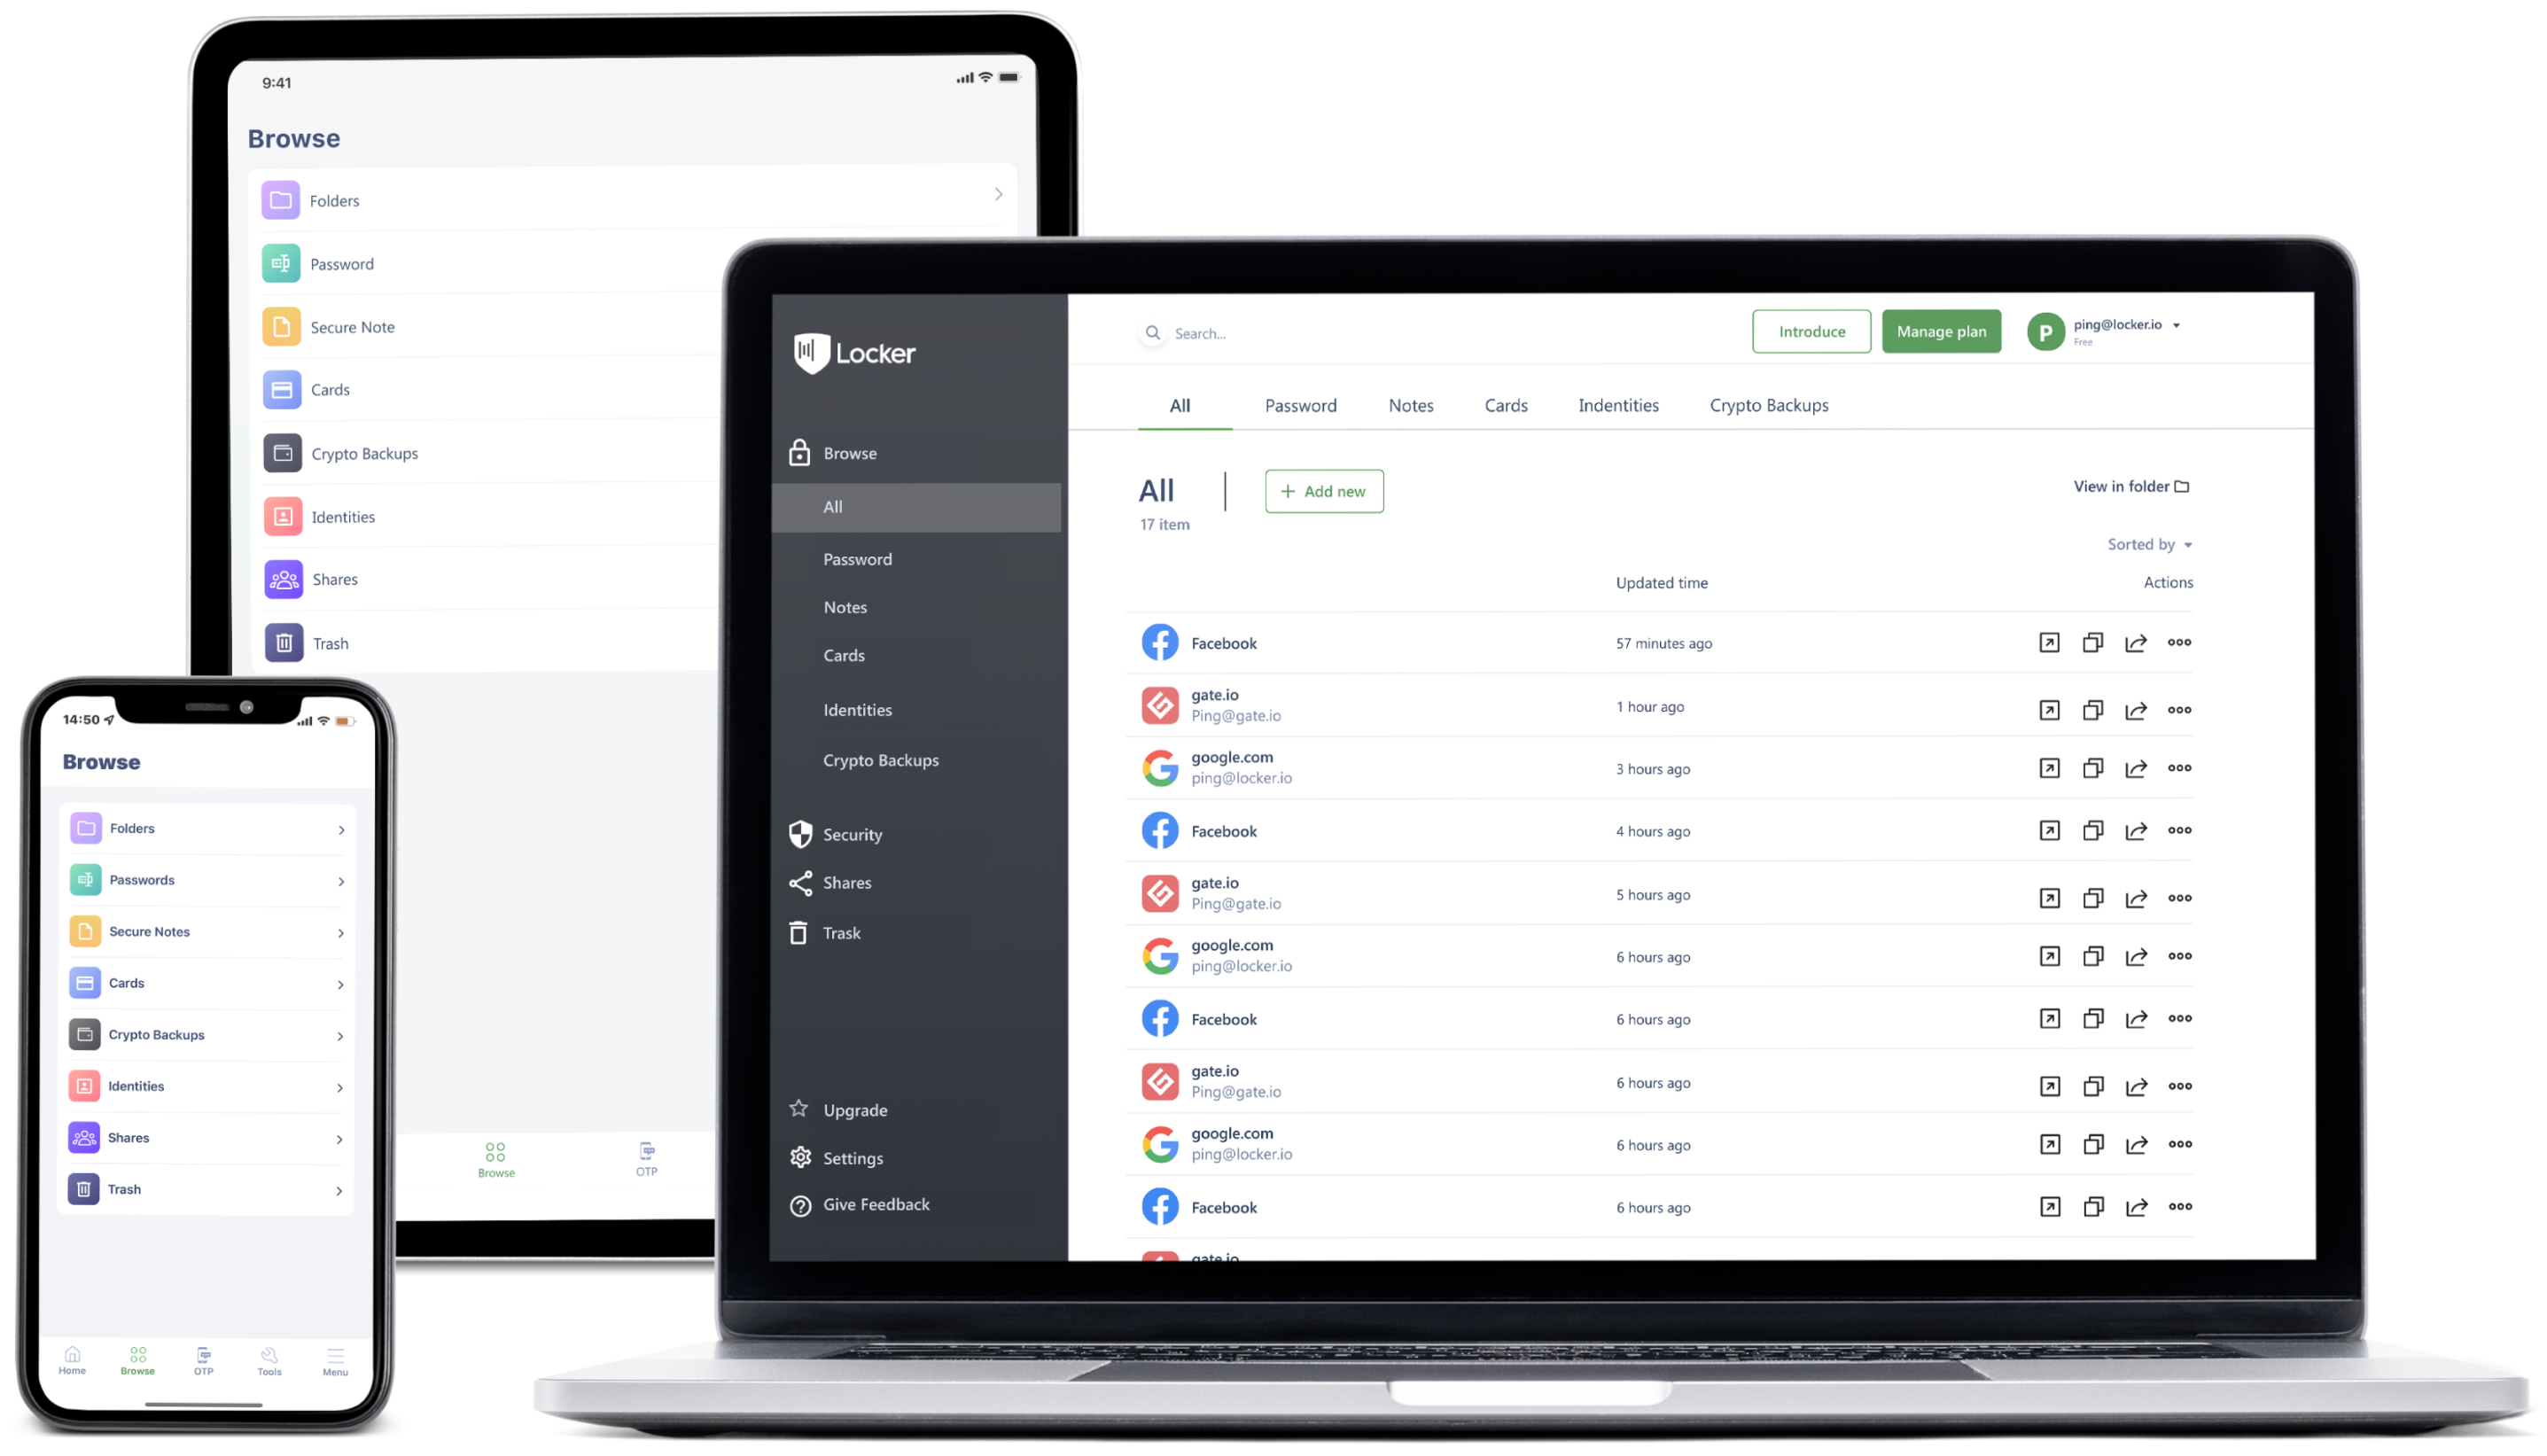 9:41
Browse
Folders
Password
Secure Note
Cards
Crypto Backups
Identities
Shares
Trash
Browse
OTP
14:50
Browse
Folders
Passwords
Secure Notes
Cards
Crypto Backups
Identities
Shares
Trash
Home Browse OTP Tools Menu
Locker
Browse
All
Password
Notes
Cards
Identities
Crypto Backups
Security
Shares
Trask
Upgrade
Settings
Give Feedback
Search...
Introduce
Manage plan
P
ping@locker.io
Free
All Password Notes Cards Indentities Crypto Backups
All
17 item
+ Add new
View in folder
Sorted by
Updated time Actions
Facebook 57 minutes ago
gate.io
Ping@gate.io
1 hour ago
google.com
ping@locker.io
3 hours ago
Facebook 4 hours ago
gate.io
Ping@gate.io
5 hours ago
google.com
ping@locker.io
6 hours ago
Facebook 6 hours ago
gate.io
Ping@gate.io
6 hours ago
google.com
ping@locker.io
6 hours ago
Facebook 6 hours ago
gate.io